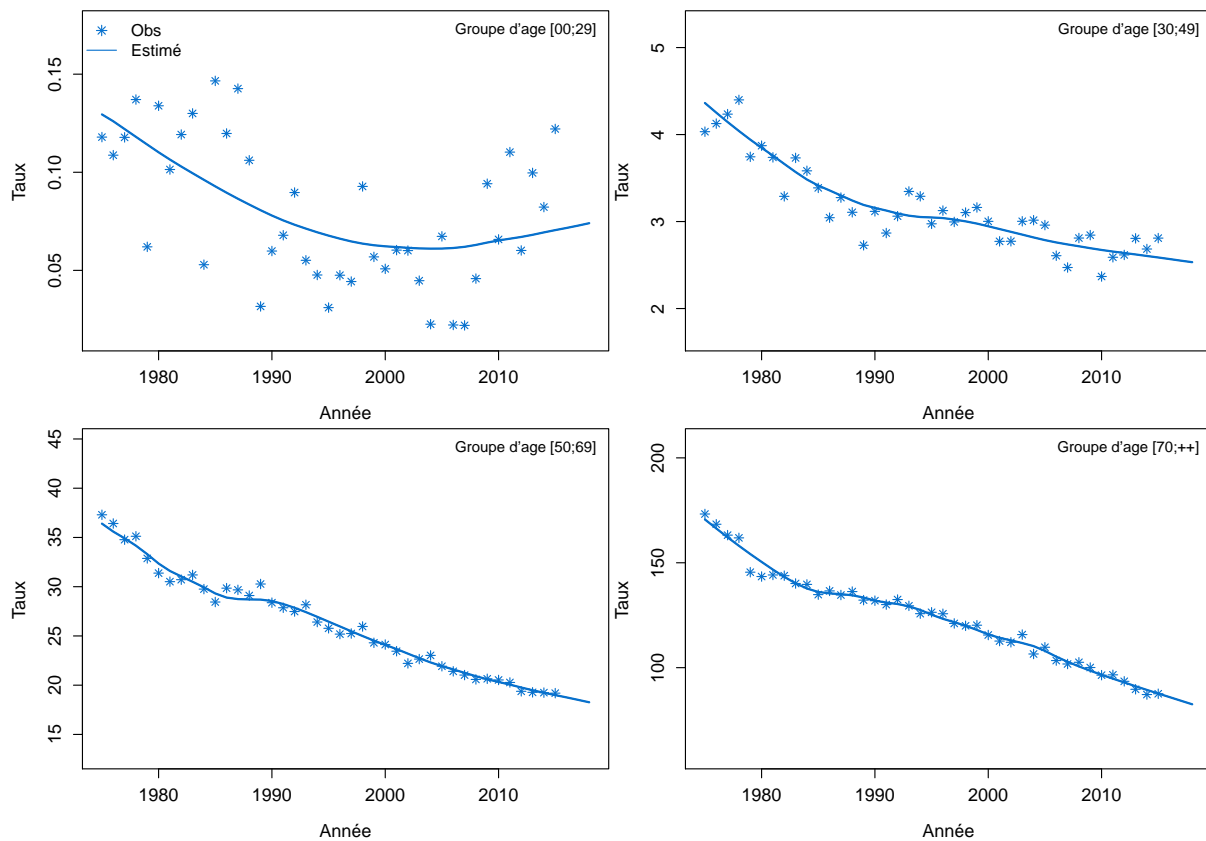 Obs
Estimé
Groupe d'age [00;29]
0.15
0.10
0.05
Taux
1980 1990 2000 2010
Année
Groupe d'age [30;49]
5
4
3
2
Taux
1980 1990 2000 2010
Année
Groupe d'age [50;69]
45
40
35
30
25
20
15
Taux
1980 1990 2000 2010
Année
Groupe d'age [70;++]
200
150
100
Taux
1980 1990 2000 2010
Année